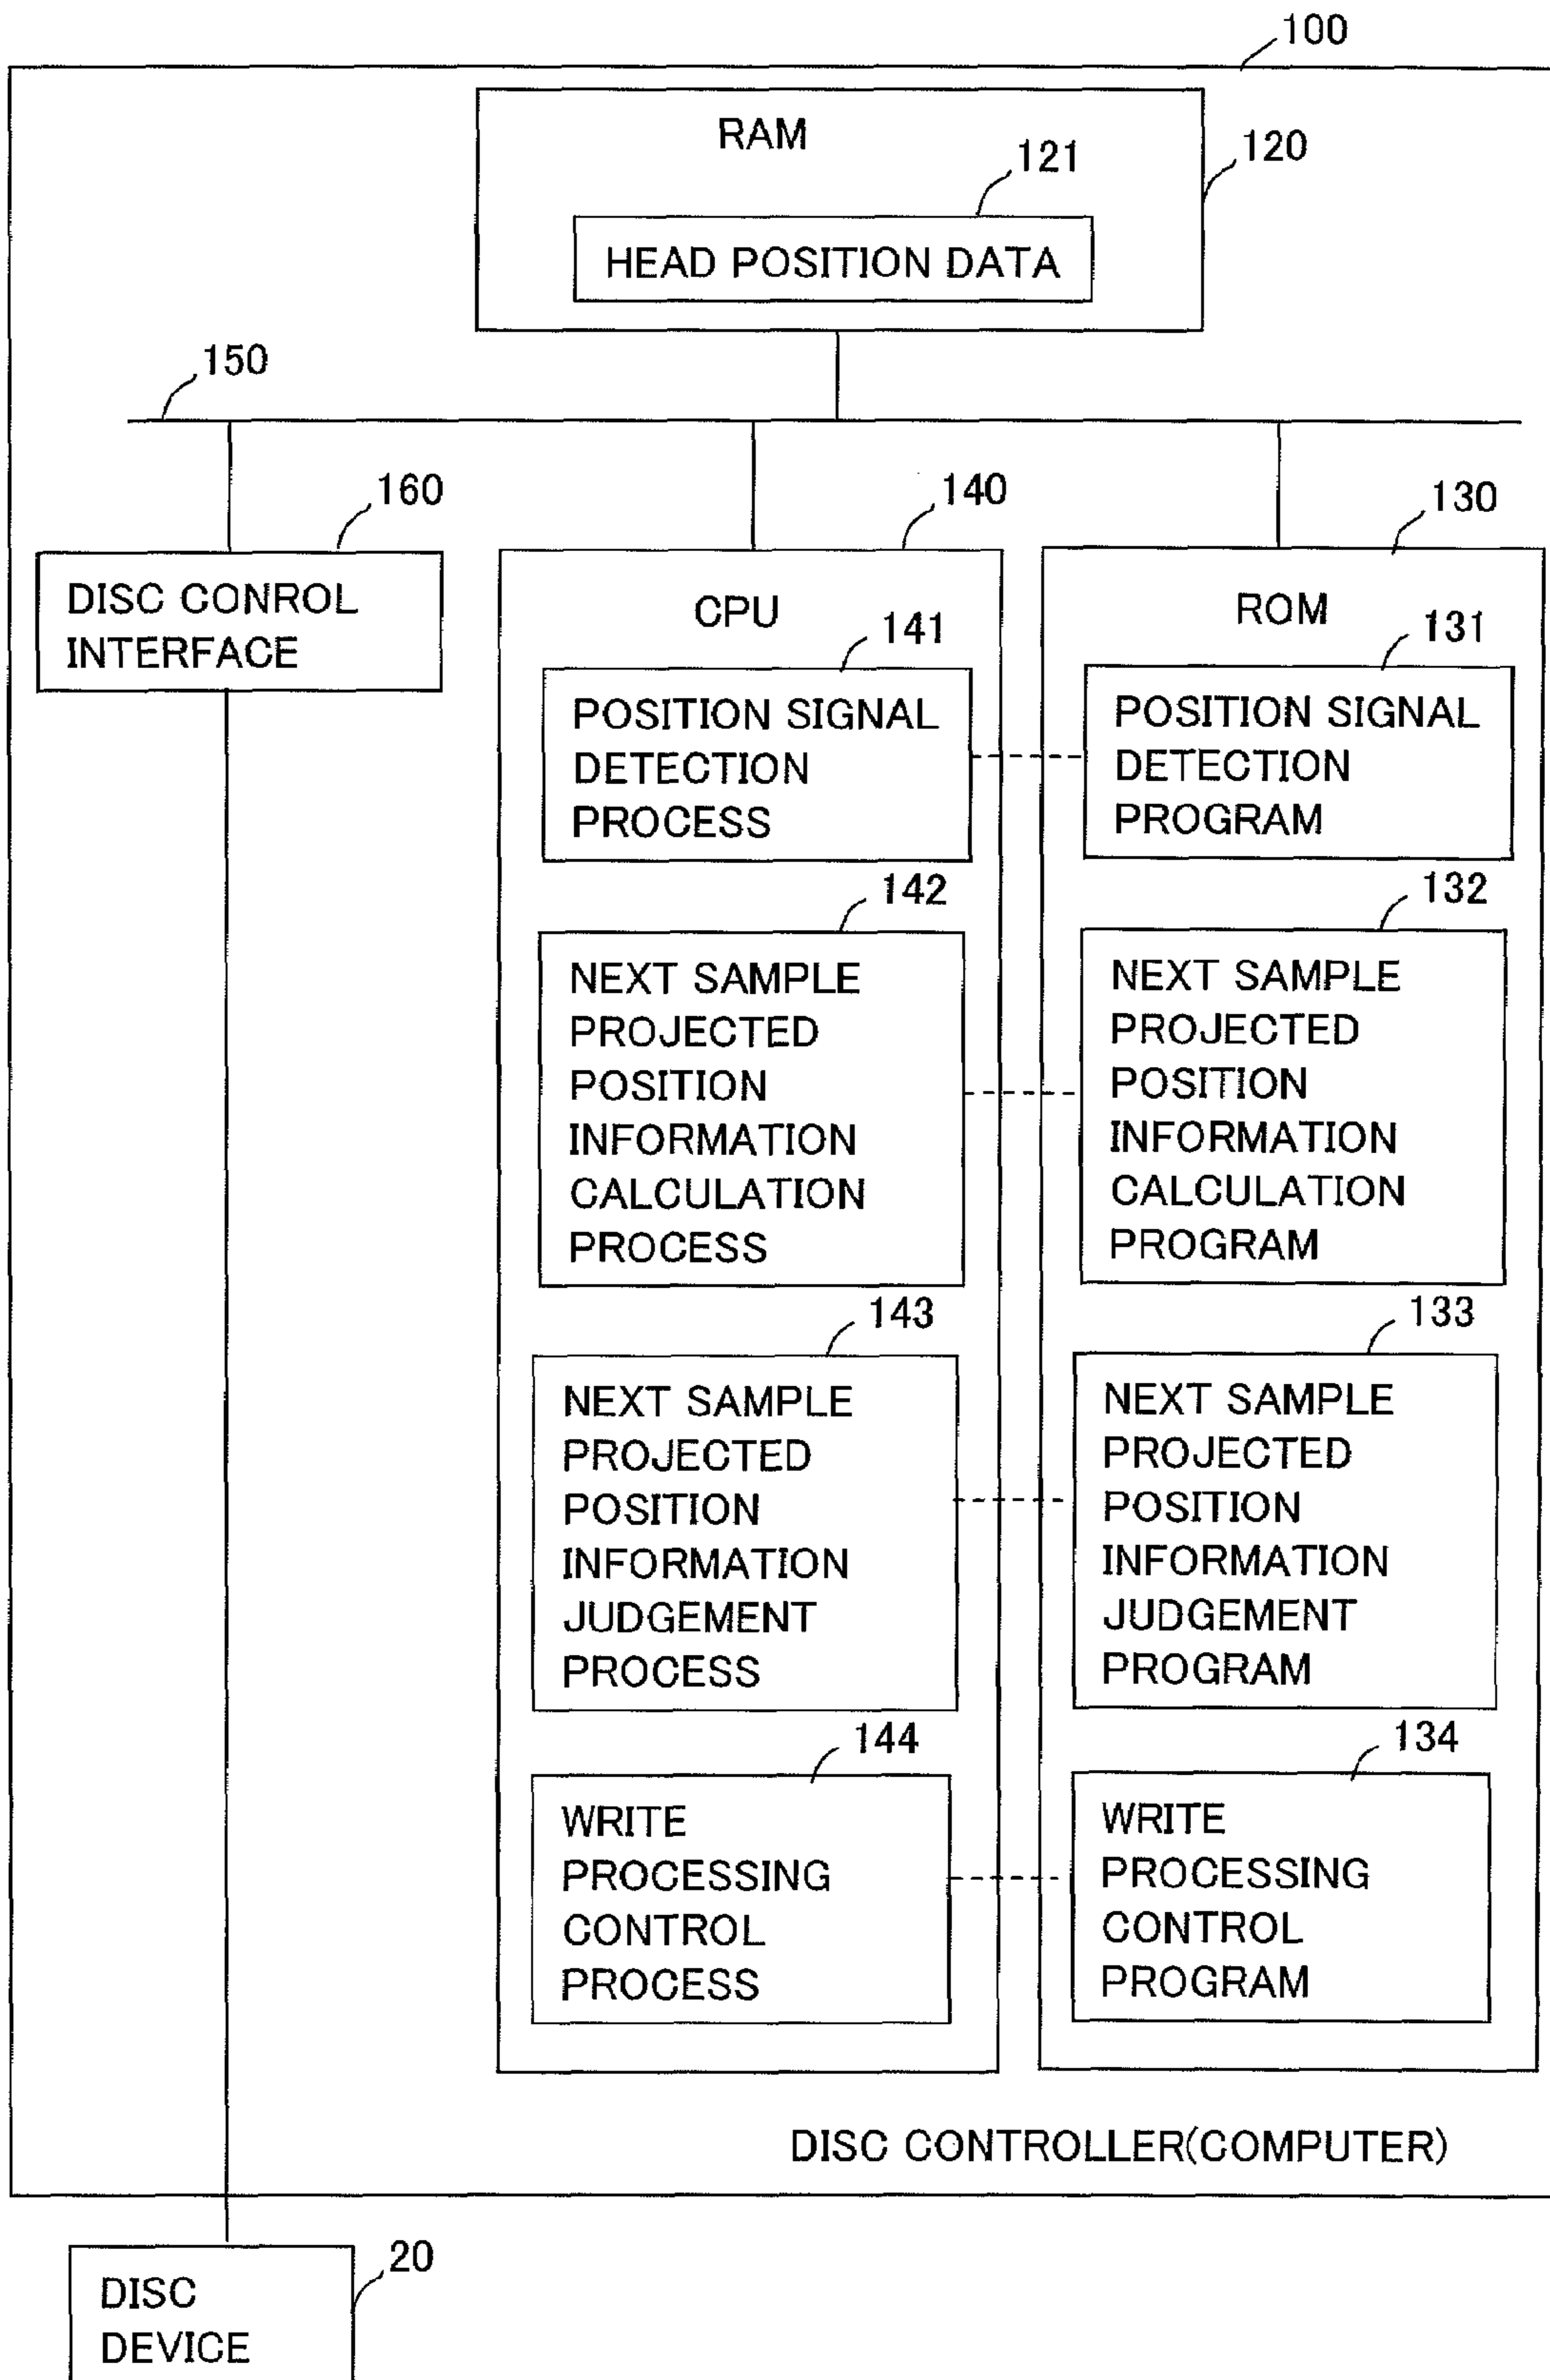 100
RAM
120
121
HEAD POSITION DATA
150
160
DISC CONROL
INTERFACE
140
CPU
141
POSITION SIGNAL
DETECTION
PROCESS
142
NEXT SAMPLE
PROJECTED
POSITION
INFORMATION
CALCULATION
PROCESS
143
NEXT SAMPLE
PROJECTED
POSITION
INFORMATION
JUDGEMENT
PROCESS
144
WRITE
PROCESSING
CONTROL
PROCESS
130
ROM
131
POSITION SIGNAL
DETECTION
PROGRAM
132
NEXT SAMPLE
PROJECTED
POSITION
INFORMATION
CALCULATION
PROGRAM
133
NEXT SAMPLE
PROJECTED
POSITION
INFORMATION
JUDGEMENT
PROGRAM
134
WRITE
PROCESSING
CONTROL
PROGRAM
DISC CONTROLLER(COMPUTER)
20
DISC
DEVICE